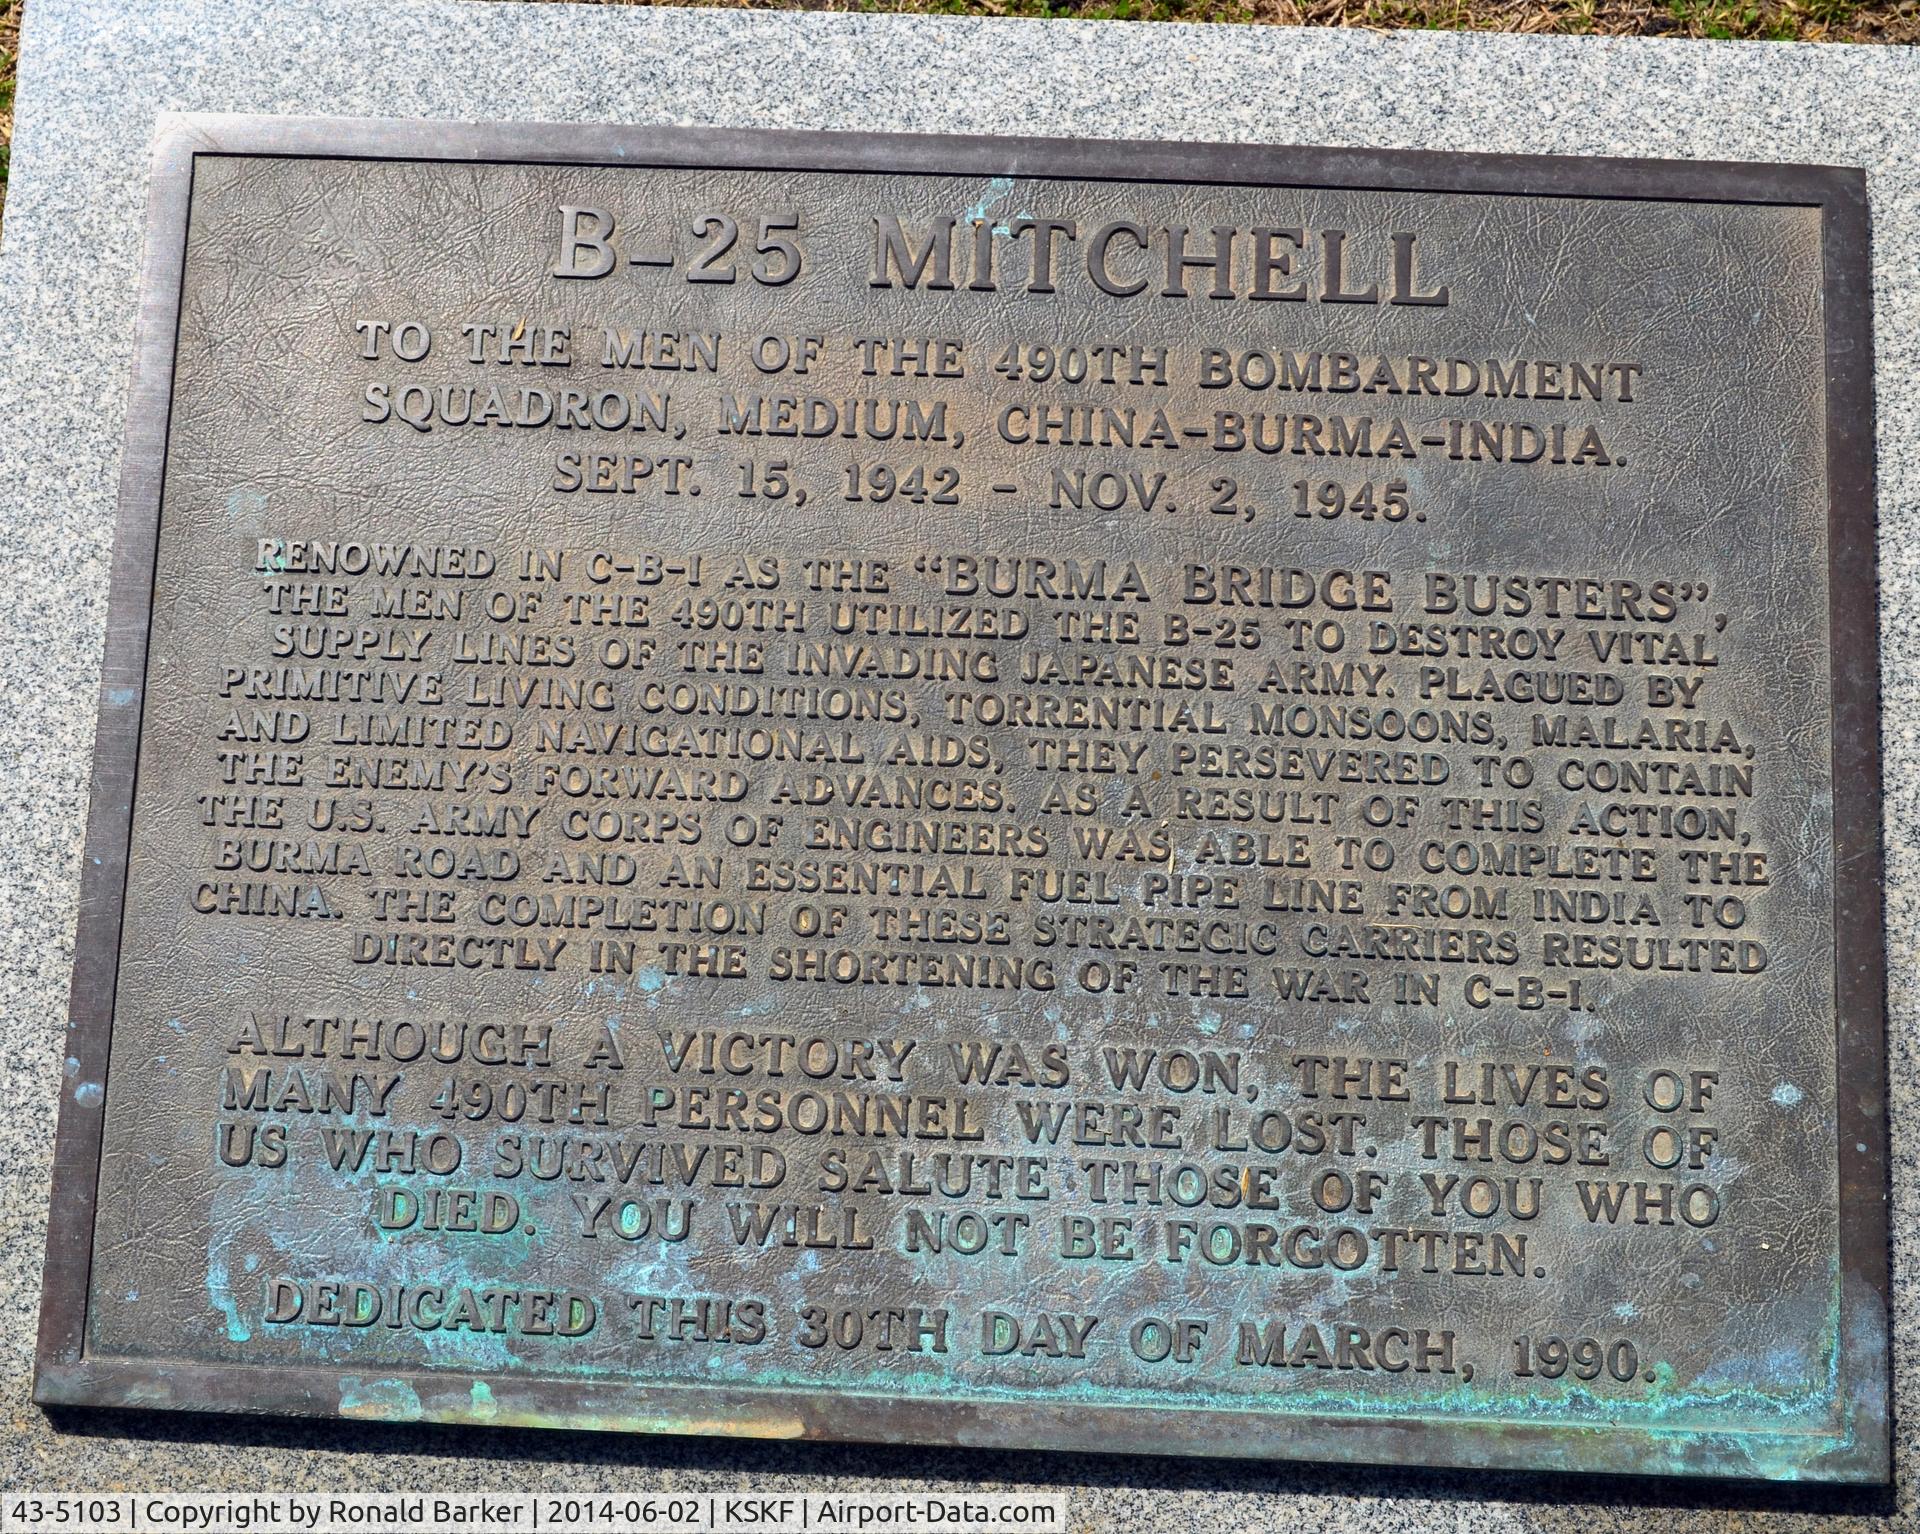 B-25 MITCHELL
TO THE MEN OF THE 490TH BOMBARDMENT
SQUADRON, MEDIUM, CHINA-BURMA-INDIA.
SEPT. 15, 1942 - NOV. 2, 1945.
RENOWNED IN C-B-I AS THE "BURMA BRIDGE BUSTERS",
THE MEN OF THE 490TH UTILIZED THE B-25 TO DESTROY VITAL
SUPPLY LINES OF THE INVADING JAPANESE ARMY. PLAGUED BY
PRIMITIVE LIVING CONDITIONS, TORRENTIAL MONSOONS, MALARIA,
AND LIMITED NAVIGATIONAL AIDS, THEY PERSEVERED TO CONTAIN
THE ENEMY'S FORWARD ADVANCES. AS A RESULT OF THIS ACTION,
THE U.S. ARMY CORPS OF ENGINEERS WAS ABLE TO COMPLETE THE
BURMA ROAD AND AN ESSENTIAL FUEL PIPE LINE FROM INDIA TO
CHINA. THE COMPLETION OF THESE STRATEGIC CARRIERS RESULTED
DIRECTLY IN THE SHORTENING OF THE WAR IN C-B-I.
ALTHOUGH A VICTORY WAS WON, THE LIVES OF
MANY 490TH PERSONNEL WERE LOST. THOSE OF
US WHO SURVIVED SALUTE THOSE OF YOU WHO
DIED. YOU WILL NOT BE FORGOTTEN.
DEDICATED THIS 30TH DAY OF MARCH, 1990.
43-5103 | Copyright by Ronald Barker | 2014-06-02 | KSKF | Airport-Data.com